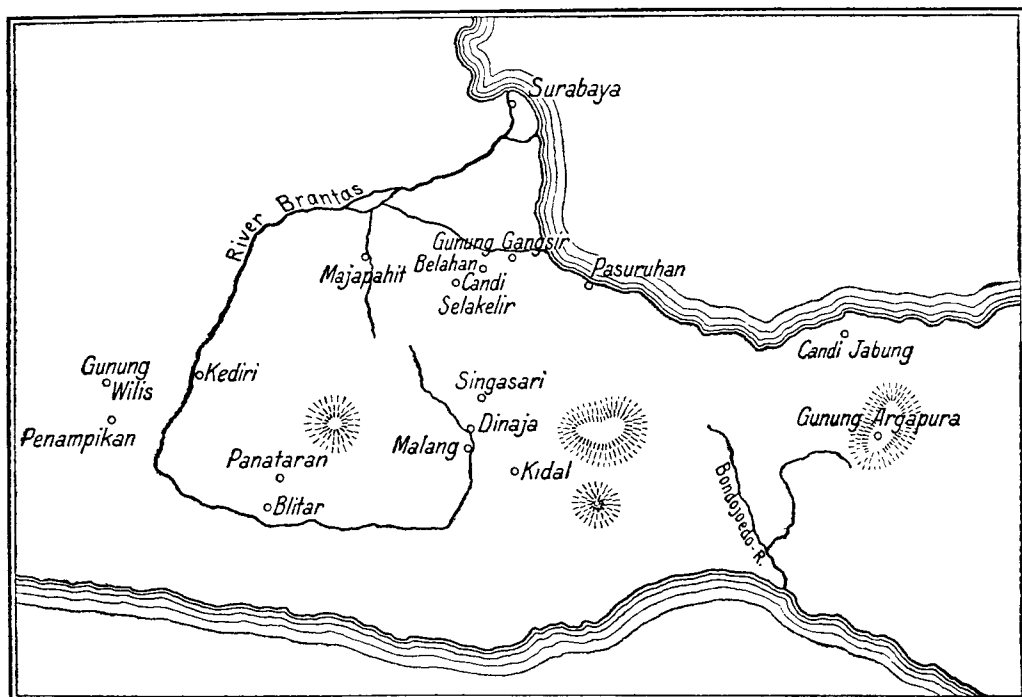 Surabaya
River Brantas
Gunung Gangsir
Belahan
Majapahit
Candi
Selakelir
Pasuruhan
Candi Jabung
Gunung
Wilis
Kediri
Singasari
Penampikan
Dinaja
Gunung Argapura
Malang
Panataran
Kidal
Blitar
Bondojoedo-R.